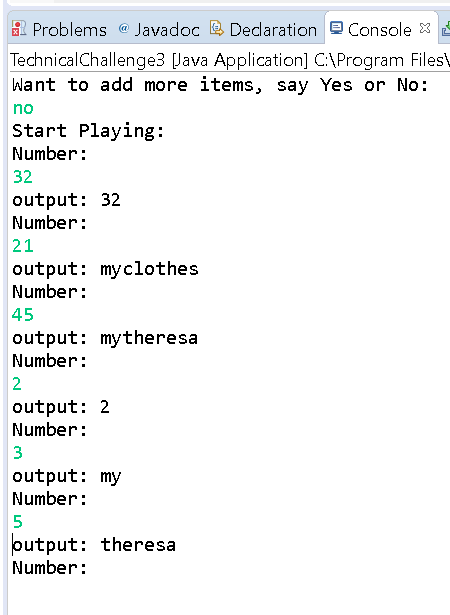 Problems @ Javadoc Declaration Console
TechnicalChallenge3 [Java Application] C:\Program Files\
Want to add more items, say Yes or No:
no
Start Playing:
Number:
32
output: 32
Number:
21
output: myclothes
Number:
45
output: mytheresa
Number:
2
output: 2
Number:
3
output: my
Number:
5
output: theresa
Number: